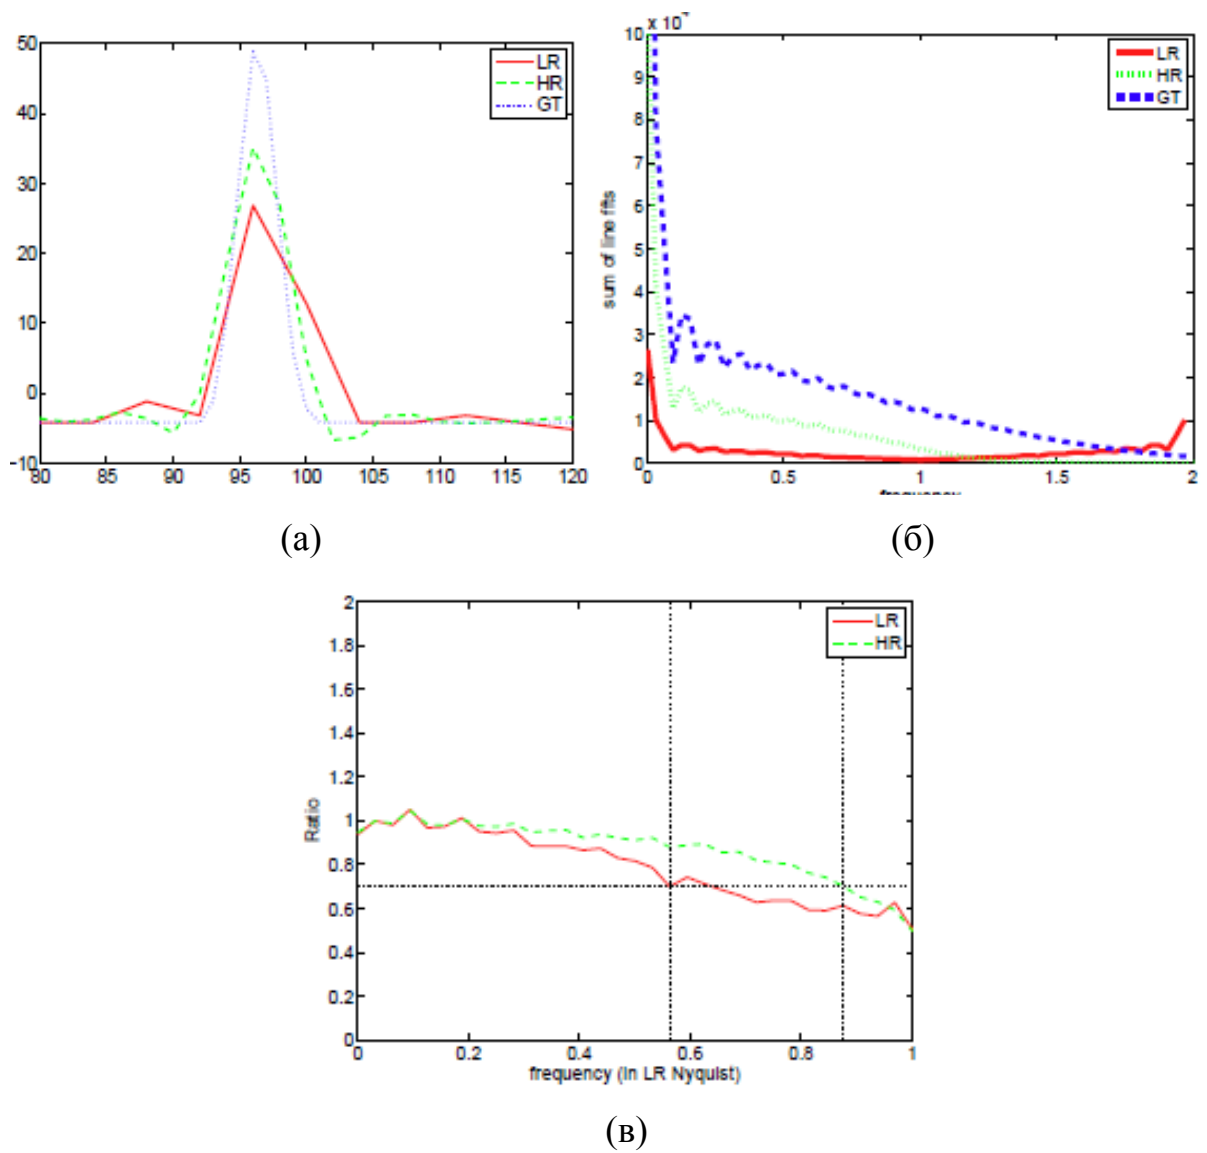 50
40
30
20
10
0
-10
80 85 90 95 100 105 110 115 120
LR
HR
GT
10 x 10
9
8
7
6
5
4
3
2
1
0
sum of line ffts
0 0.5 1 1.5 2
frequency
LR
HR
GT
(а)
(б)
2
1.8
1.6
1.4
1.2
1
0.8
0.6
0.4
0.2
0
Ratio
0 0.2 0.4 0.6 0.8 1
frequency (in LR Nyquist)
LR
HR
(в)